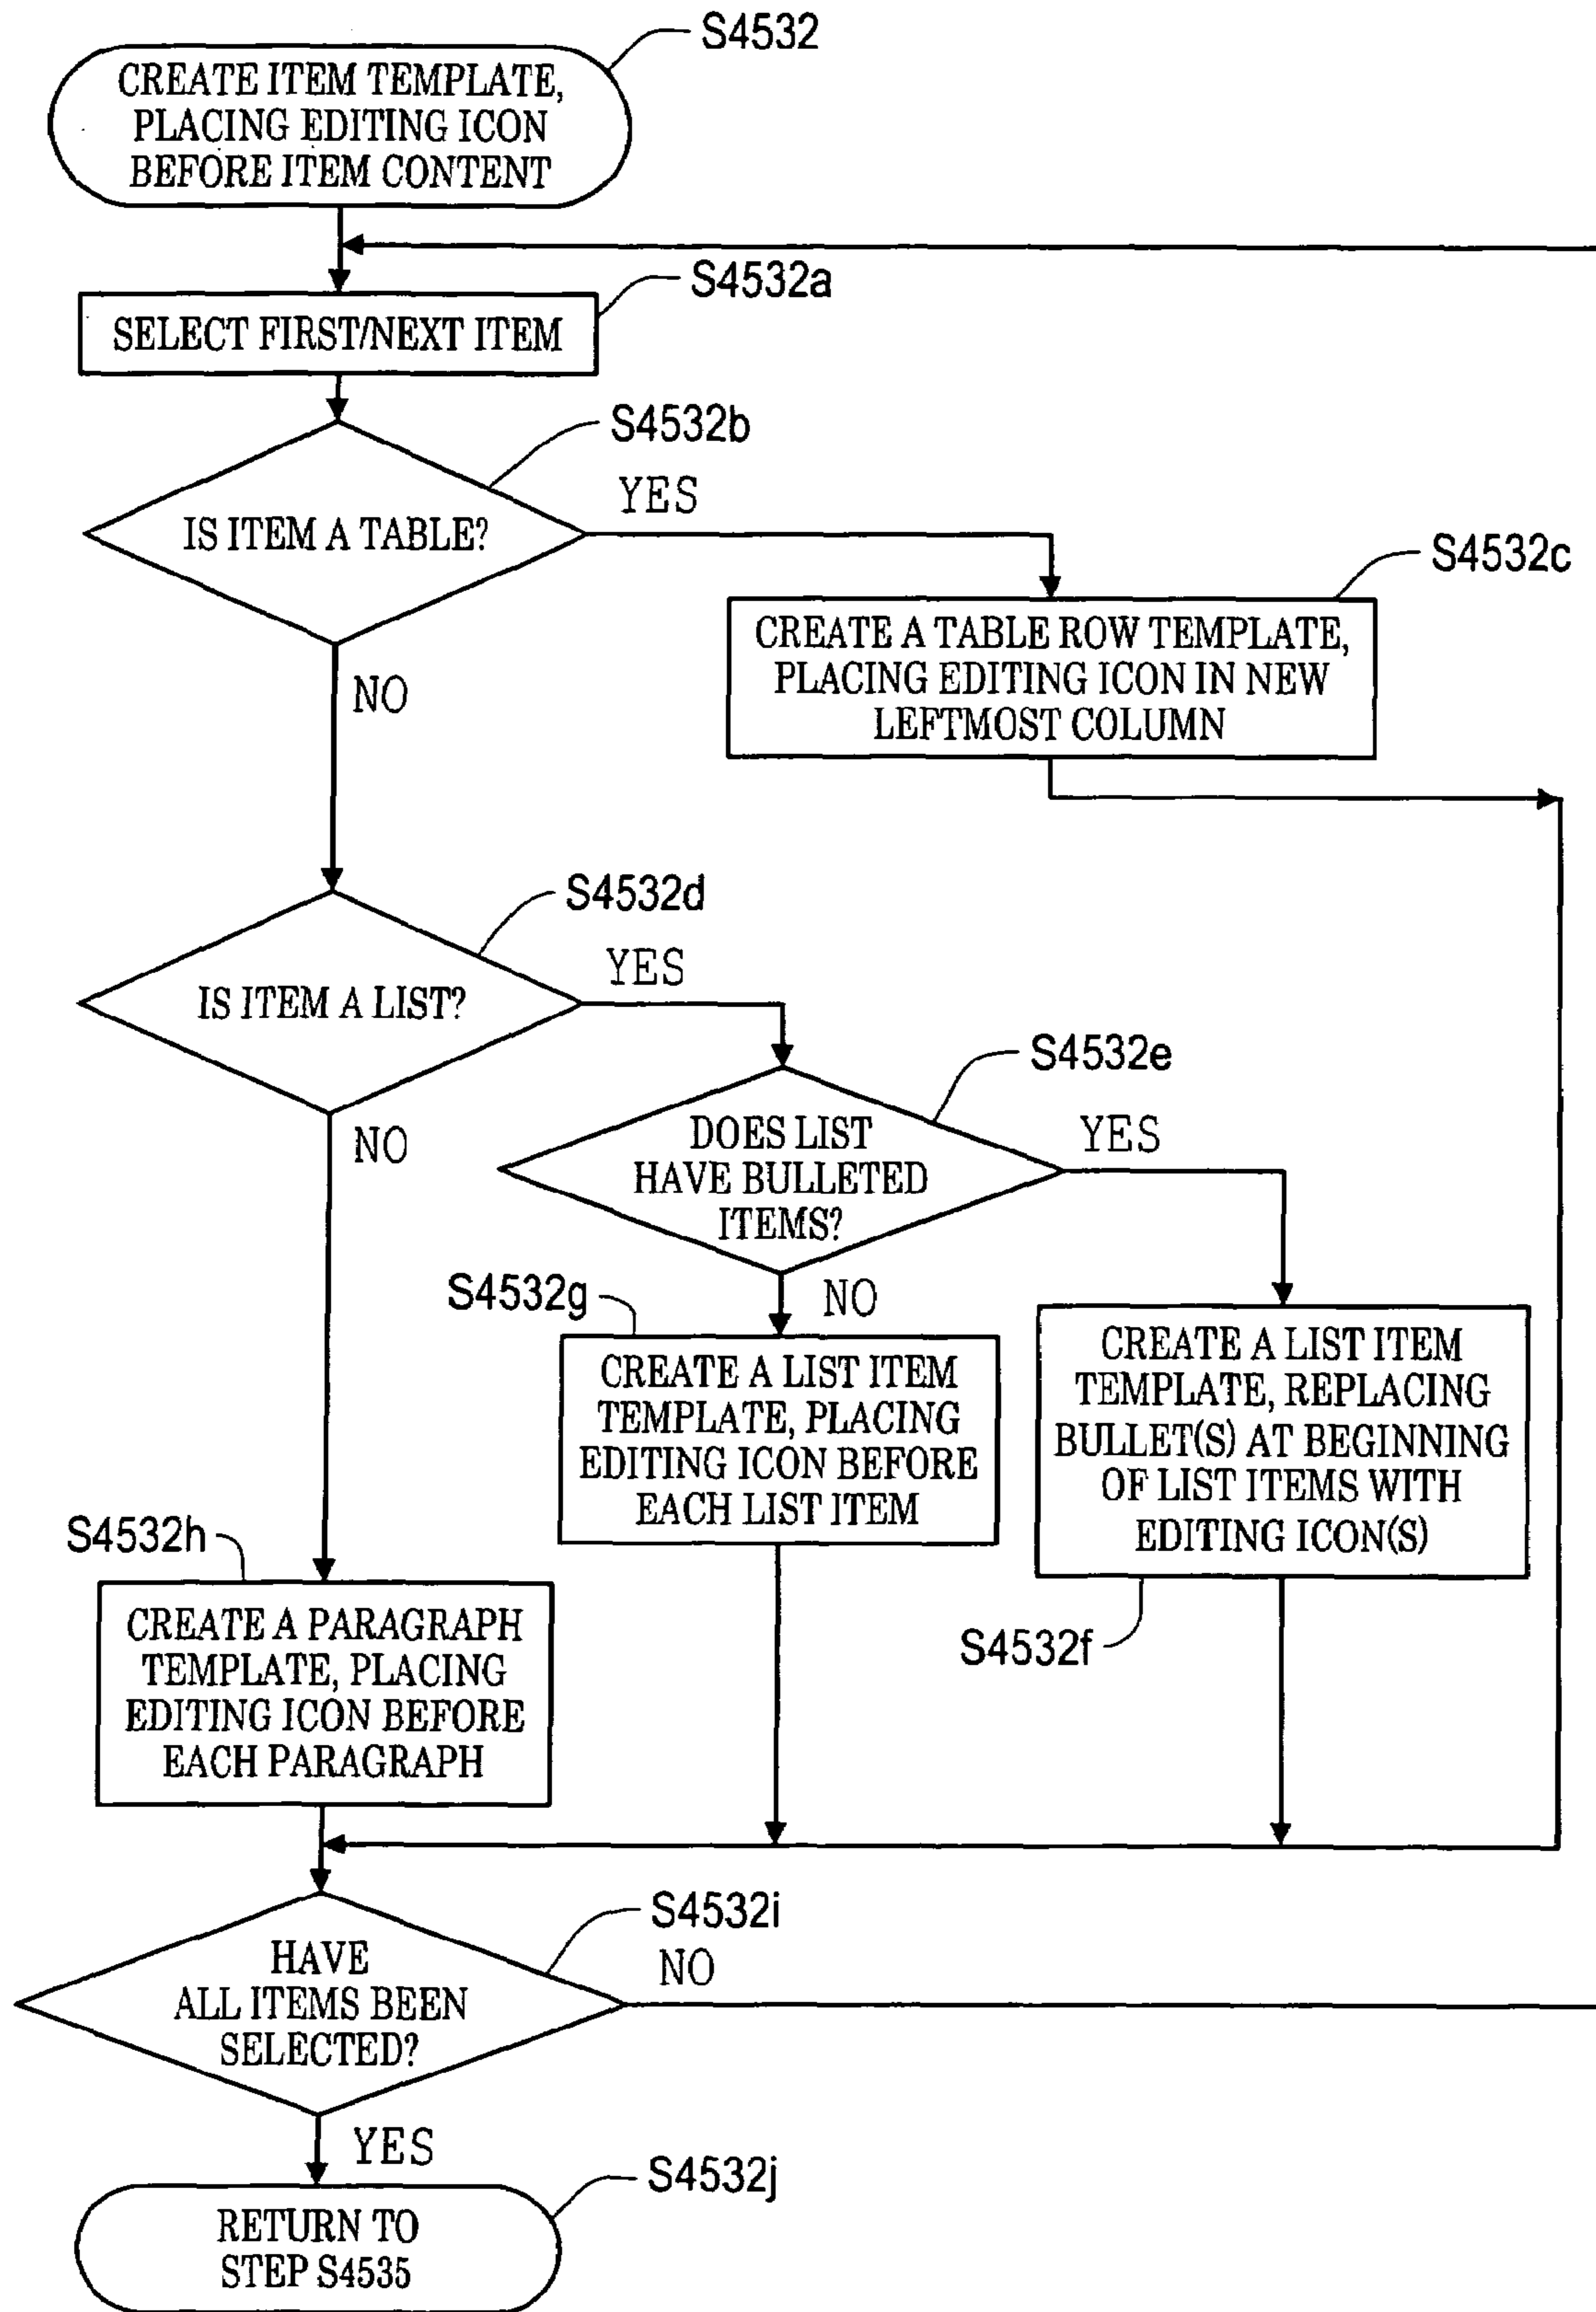 S4532
CREATE ITEM TEMPLATE,
PLACING EDITING ICON
BEFORE ITEM CONTENT
S4532a
SELECT FIRST/NEXT ITEM
S4532b
IS ITEM A TABLE?
YES
NO
S4532c
CREATE A TABLE ROW TEMPLATE,
PLACING EDITING ICON IN NEW
LEFTMOST COLUMN
S4532d
IS ITEM A LIST?
YES
NO
S4532e
DOES LIST
HAVE BULLETED
ITEMS?
YES
NO
S4532g
CREATE A LIST ITEM
TEMPLATE, PLACING
EDITING ICON BEFORE
EACH LIST ITEM
CREATE A LIST ITEM
TEMPLATE, REPLACING
BULLET(S) AT BEGINNING
OF LIST ITEMS WITH
EDITING ICON(S)
S4532f
S4532h
CREATE A PARAGRAPH
TEMPLATE, PLACING
EDITING ICON BEFORE
EACH PARAGRAPH
S4532i
HAVE
ALL ITEMS BEEN
SELECTED?
NO
YES
S4532j
RETURN TO
STEP S4535